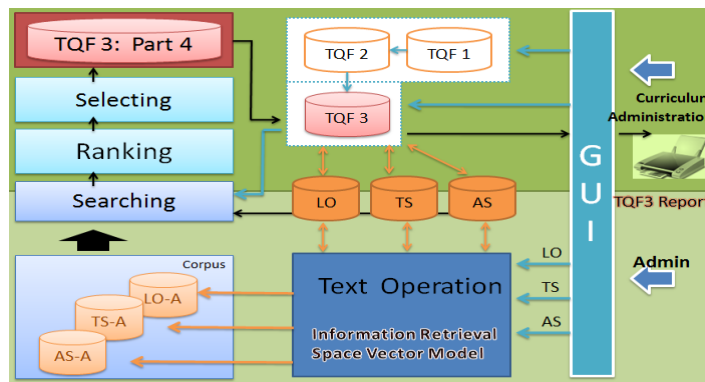 TQF 3: Part 4
Selecting
Ranking
Searching
TQF 2
TQF 1
TQF 3
LO
TS
AS
GUI
Curriculum
Administration
TQF3 Report
Admin
LO
TS
AS
Corpus
LO-A
TS-A
AS-A
Text Operation
Information Retrieval
Space Vector Model